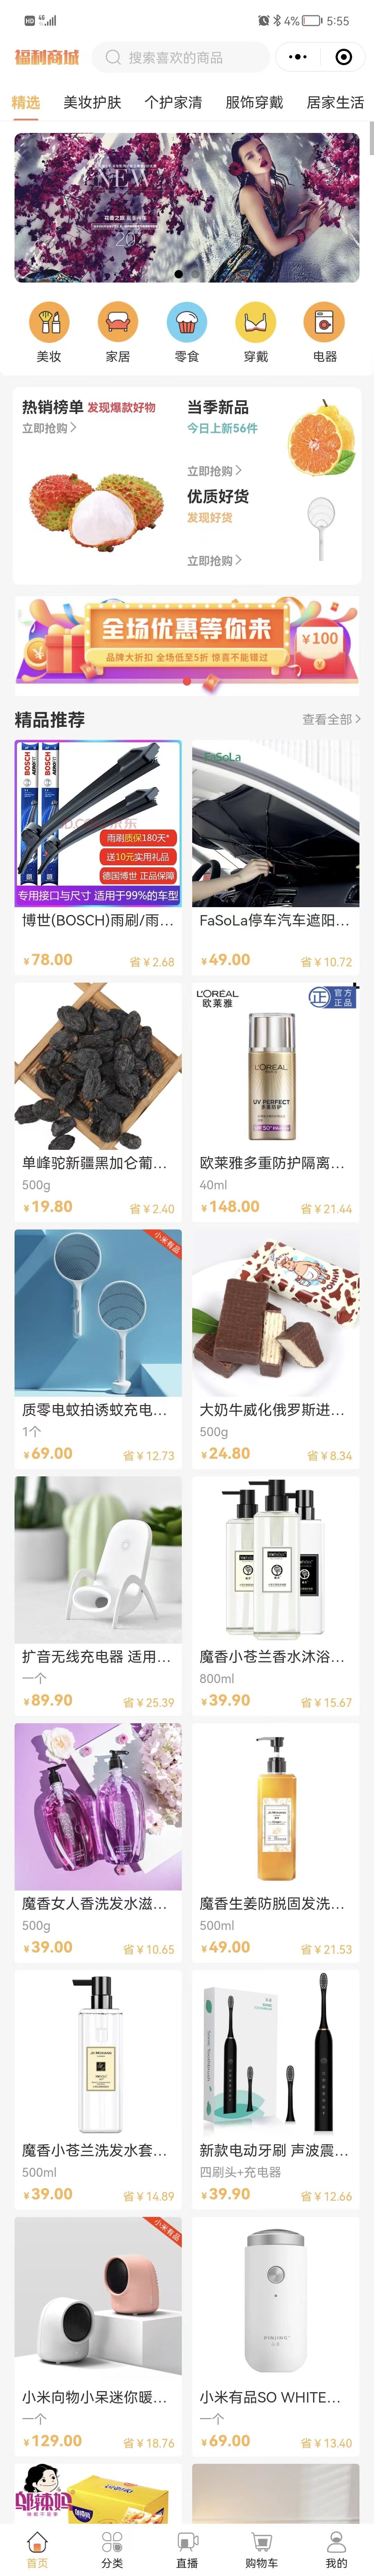 HD 4G 4% 5:55
福利商城
搜索喜欢的商品
精选 美妆护肤 个护家清 服饰穿戴 居家生活
NEW
花香之旅
美妆 家居 零食 穿戴 电器
热销榜单 发现爆款好物
立即抢购
当季新品
今日上新56件
立即抢购
优质好货
发现好货
立即抢购
全场优惠等你来
品牌大折扣 全场低至5折 惊喜不能错过
￥100
精品推荐 查看全部
BOSCH
AEROFIT
雨刷质保180天*
送10元实用礼品
德国博世 正品保障
专用接口与尺寸 适用于99%的车型
博世(BOSCH)雨刷/雨...
￥78.00 省￥2.68
FaSoLa
FaSoLa停车汽车遮阳...
￥49.00 省￥10.72
单峰驼新疆黑加仑葡...
500g
￥19.80 省￥2.40
L'ORÉAL
欧莱雅
正 官方正品
L'ORÉAL
UV PERFECT
多重防护
欧莱雅多重防护隔离...
40ml
￥148.00 省￥21.44
小米有品
质零电蚊拍诱蚊充电...
1个
￥69.00 省￥12.73
大奶牛威化俄罗斯进...
500g
￥24.80 省￥8.34
扩音无线充电器 适用...
一个
￥89.90 省￥25.39
魔香小苍兰香水沐浴...
800ml
￥39.90 省￥15.67
魔香女人香洗发水滋...
500g
￥39.00 省￥10.65
魔香生姜防脱固发洗...
500ml
￥49.00 省￥21.53
魔香小苍兰洗发水套...
500ml
￥39.00 省￥14.89
新款电动牙刷 声波震...
四刷头+充电器
￥39.90 省￥12.66
小米有品
小米向物小呆迷你暖...
一个
￥129.00 省￥18.76
PINJING
小米有品SO WHITE...
一个
￥69.00 省￥13.40
邬辣妈
首页 分类 直播 购物车 我的